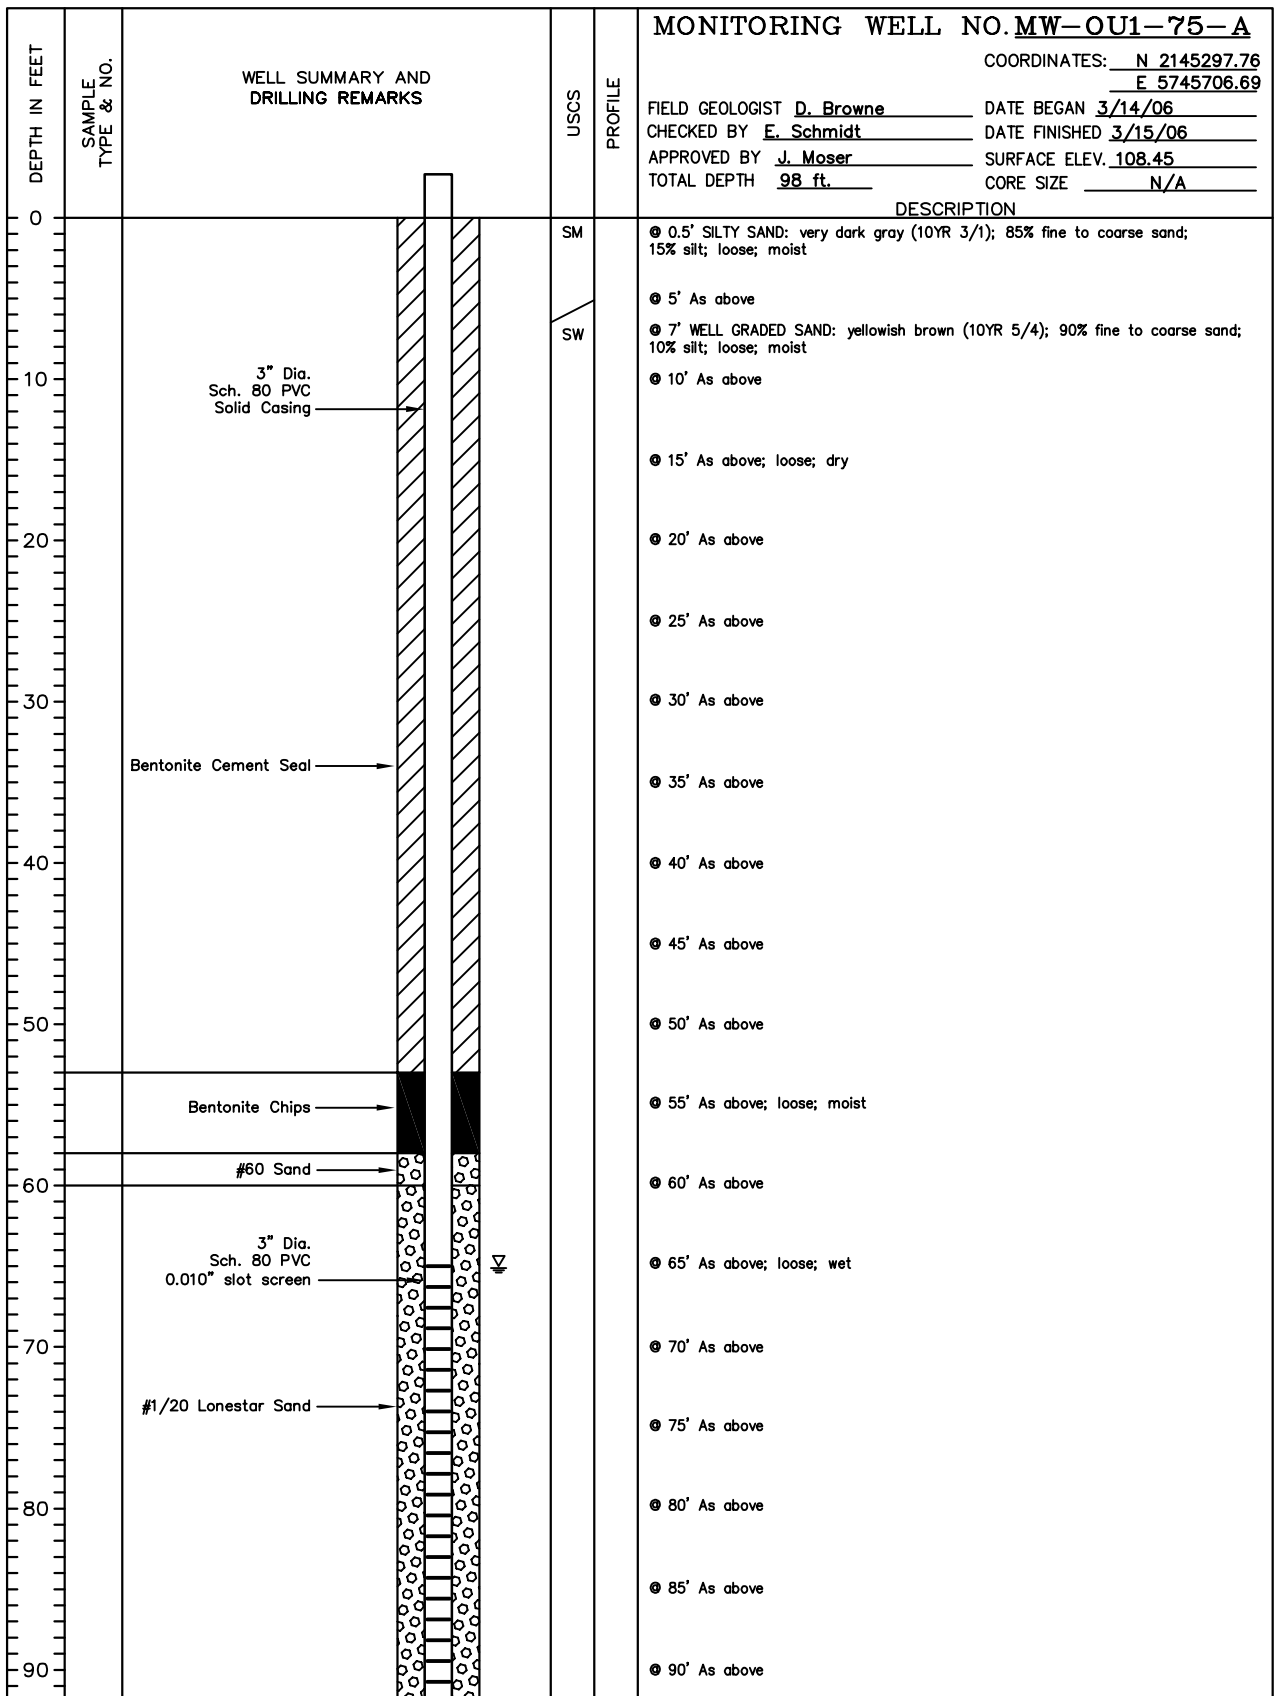 MONITORING WELL NO. MW-OU1-75-A
COORDINATES: N 2145297.76
E 5745706.69
FIELD GEOLOGIST D. Browne DATE BEGAN 3/14/06
CHECKED BY E. Schmidt DATE FINISHED 3/15/06
APPROVED BY J. Moser SURFACE ELEV. 108.45
TOTAL DEPTH 98 ft. CORE SIZE N/A
DEPTH IN FEET
SAMPLE
TYPE & NO.
WELL SUMMARY AND
DRILLING REMARKS
USCS
PROFILE
DESCRIPTION
0
SM
@ 0.5' SILTY SAND: very dark gray (10YR 3/1); 85% fine to coarse sand;
15% silt; loose; moist
@ 5' As above
SW
@ 7' WELL GRADED SAND: yellowish brown (10YR 5/4); 90% fine to coarse sand;
10% silt; loose; moist
10
3" Dia.
Sch. 80 PVC
Solid Casing
@ 10' As above
@ 15' As above; loose; dry
20
@ 20' As above
@ 25' As above
30
@ 30' As above
Bentonite Cement Seal
@ 35' As above
40
@ 40' As above
@ 45' As above
50
@ 50' As above
Bentonite Chips
@ 55' As above; loose; moist
#60 Sand
60
@ 60' As above
3" Dia.
Sch. 80 PVC
0.010" slot screen
@ 65' As above; loose; wet
70
@ 70' As above
#1/20 Lonestar Sand
@ 75' As above
80
@ 80' As above
@ 85' As above
90
@ 90' As above